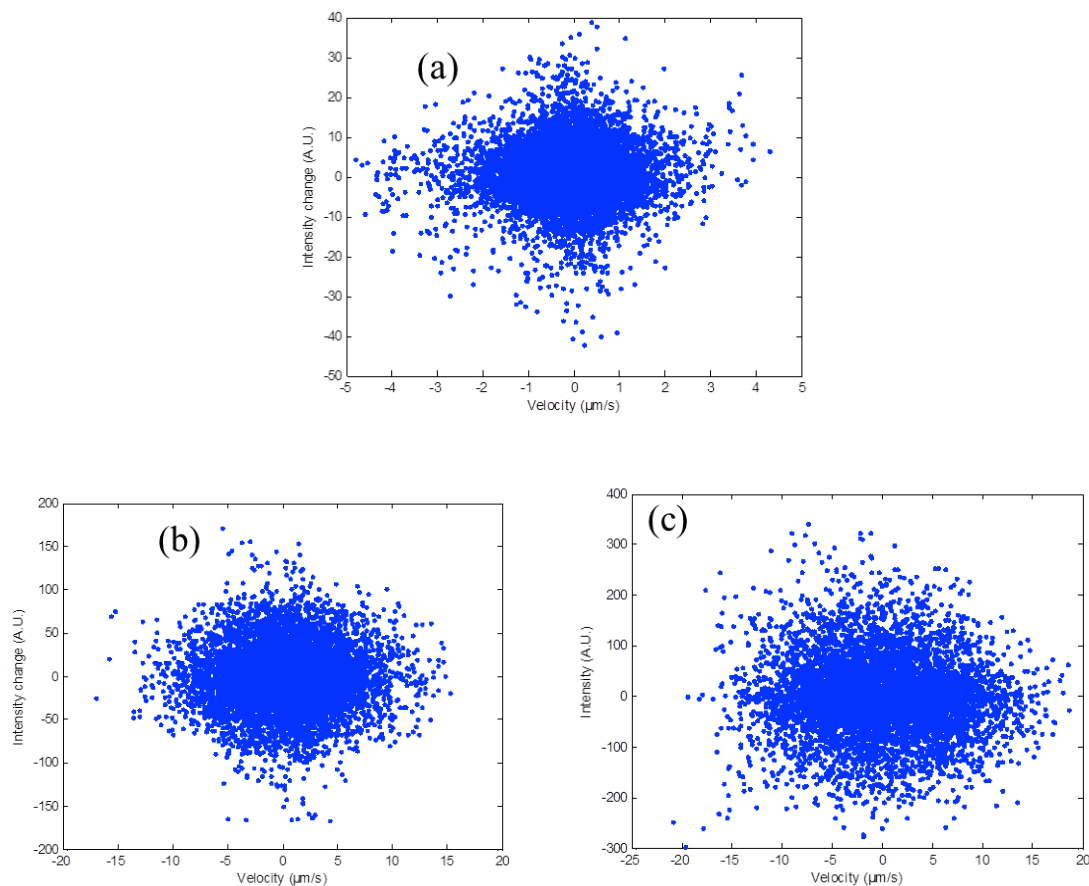 (a)
Intensity change (A.U.)
40
30
20
10
0
-10
-20
-30
-40
-50
-5 -4 -3 -2 -1 0 1 2 3 4 5
Velocity (µm/s)
(b)
Intensity change (A.U.)
200
150
100
50
0
-50
-100
-150
-200
-20 -15 -10 -5 0 5 10 15 20
Velocity (µm/s)
(c)
Intensity (A.U.)
400
300
200
100
0
-100
-200
-300
-25 -20 -15 -10 -5 0 5 10 15 20
Velocity (µm/s)